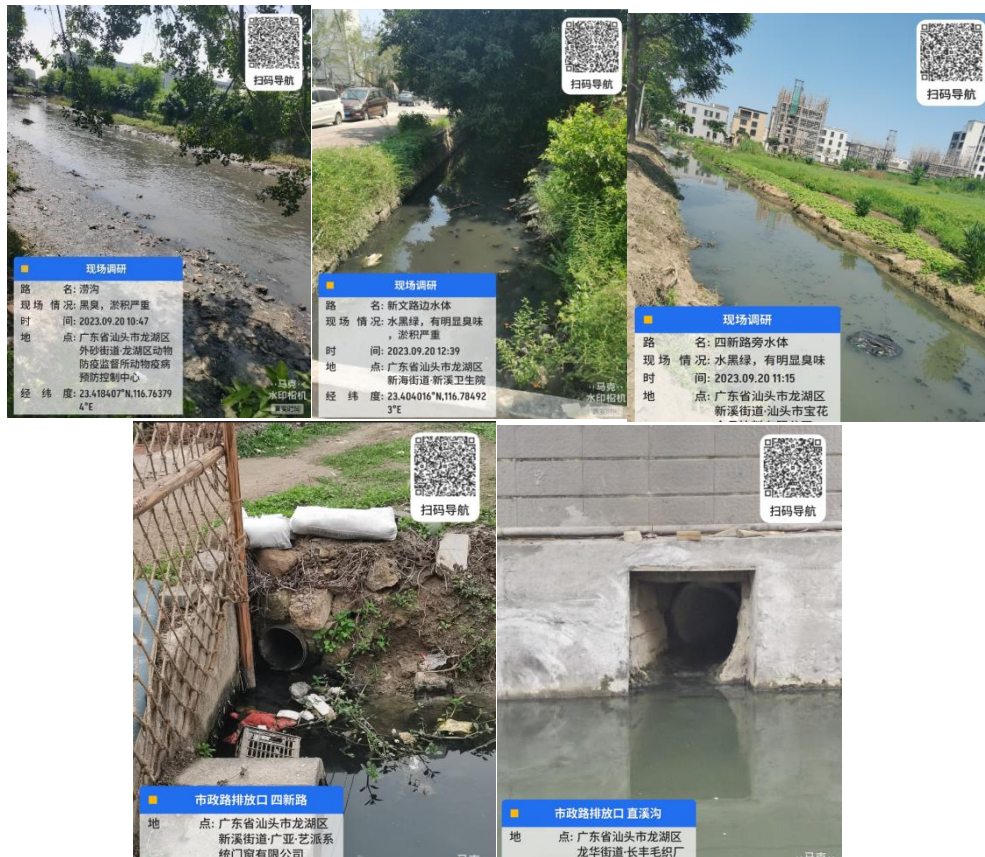 扫码导航
现场调研
路 名: 涝沟
现场 情况: 黑臭，淤积严重
时 间: 2023.09.20 10:47
地 点: 广东省汕头市龙湖区
外砂街道·龙湖区动物
防疫监督所动物疫病
预防控制中心
经 纬 度: 23.418407°N,116.76379
4°E
马克
水印相机
扫码导航
现场调研
路 名: 新文路边水体
现场 情况: 水黑绿，有明显臭味
，淤积严重
时 间: 2023.09.20 12:39
地 点: 广东省汕头市龙湖区
新海街道·新溪卫生院
经 纬 度: 23.404016°N,116.78492
3°E
马克
水印相机
扫码导航
现场调研
路 名: 四新路旁水体
现场 情况: 水黑绿，有明显臭味
时 间: 2023.09.20 11:15
地 点: 广东省汕头市龙湖区
新溪街道·汕头市宝花
扫码导航
市政路排放口 四新路
地 点: 广东省汕头市龙湖区
新溪街道·广亚·艺派系
统门窗有限公司
扫码导航
市政路排放口 直溪沟
地 点: 广东省汕头市龙湖区
龙华街道·长丰毛织厂